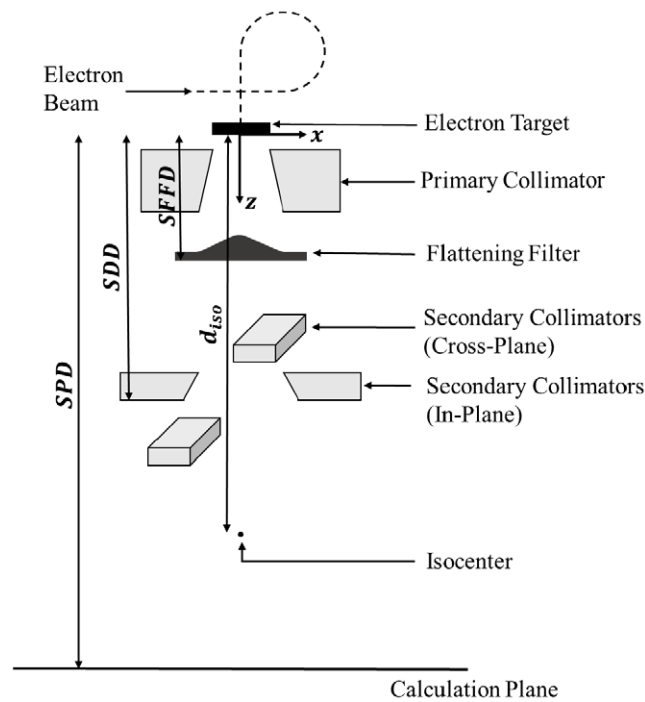 Electron
Beam
Electron Target
x
Primary Collimator
z
SFFD
Flattening Filter
SDD
d_iso
Secondary Collimators
(Cross-Plane)
SPD
Secondary Collimators
(In-Plane)
Isocenter
Calculation Plane